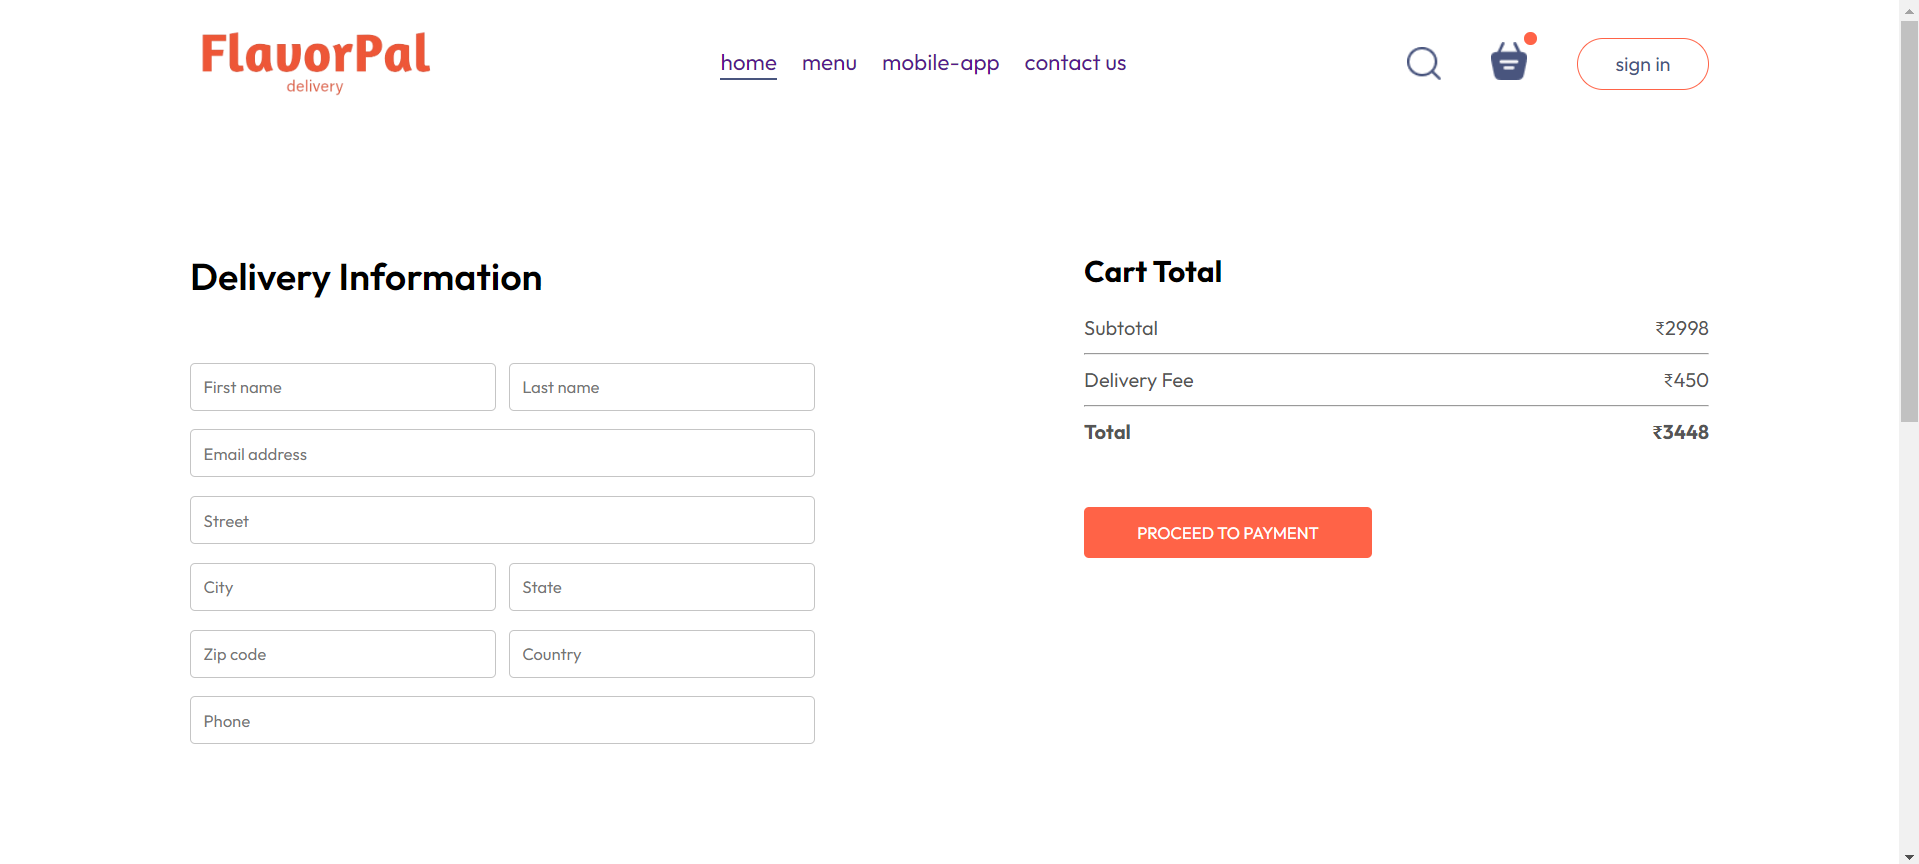 FlavorPal
delivery
home menu mobile-app contact us
sign in
Delivery Information
First name Last name
Email address
Street
City State
Zip code Country
Phone
Cart Total
Subtotal ₹2998
Delivery Fee ₹450
Total ₹3448
PROCEED TO PAYMENT